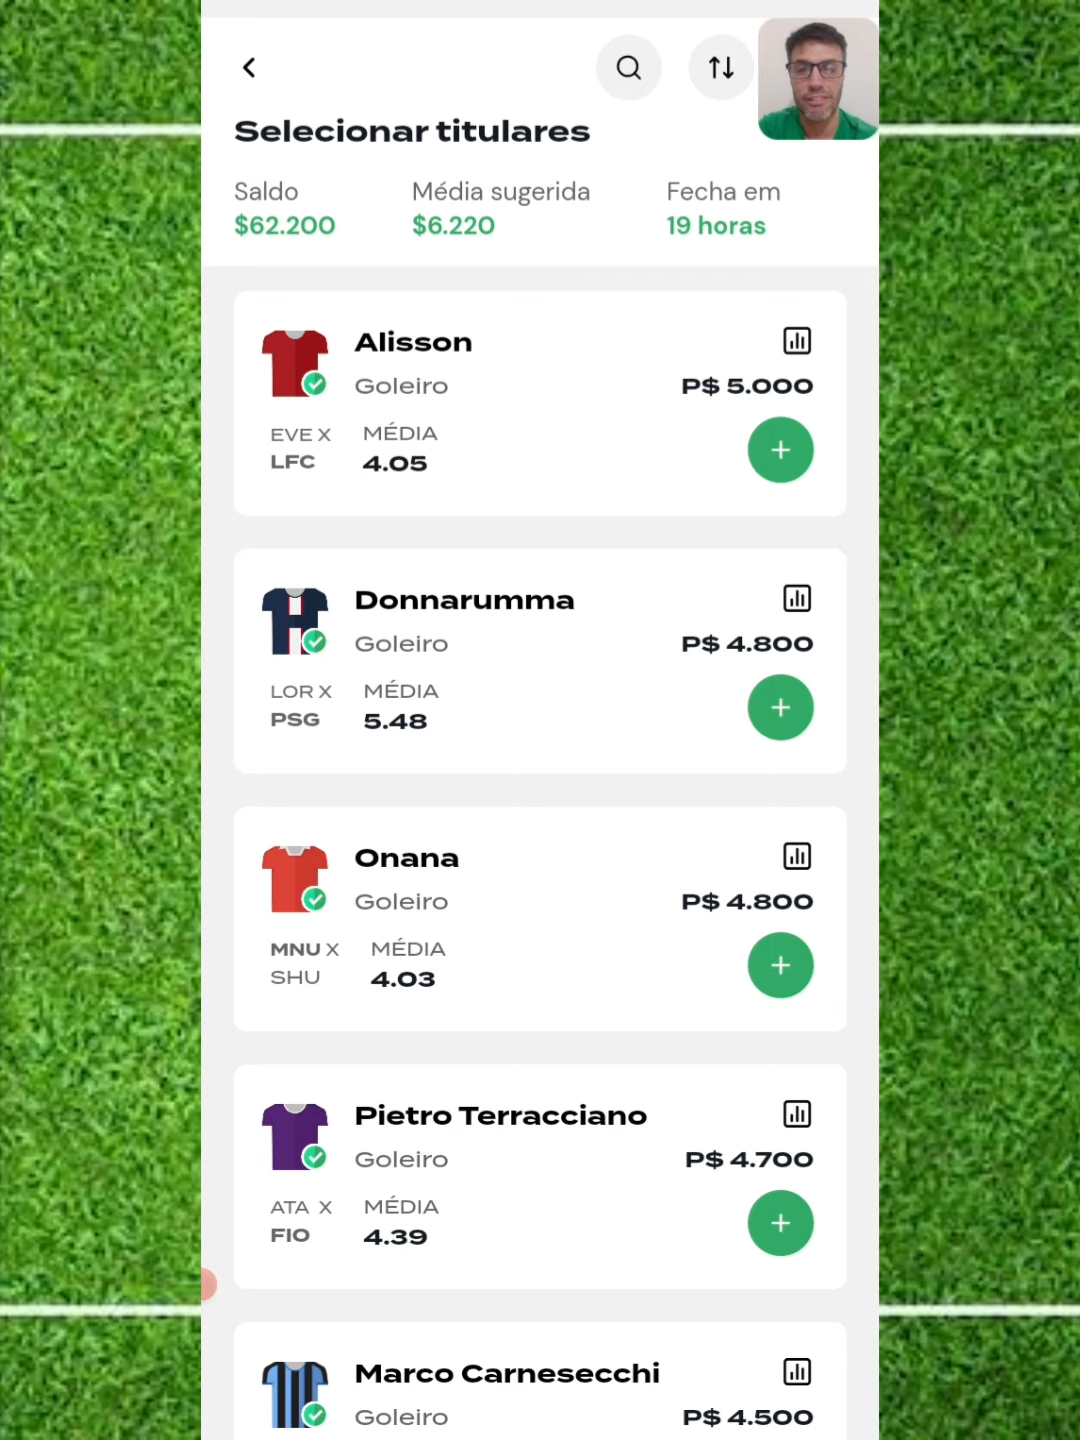 Selecionar titulares
Saldo
Média sugerida
Fecha em
$62.200
$6.220
19 horas
Alisson
Goleiro
P$ 5.000
EVE X
MÉDIA
LFC
4.05
Donnarumma
Goleiro
P$ 4.800
LOR X
MÉDIA
PSG
5.48
Onana
Goleiro
P$ 4.800
MNU X
MÉDIA
SHU
4.03
Pietro Terracciano
Goleiro
P$ 4.700
ATA X
MÉDIA
FIO
4.39
Marco Carnesecchi
Goleiro
P$ 4.500